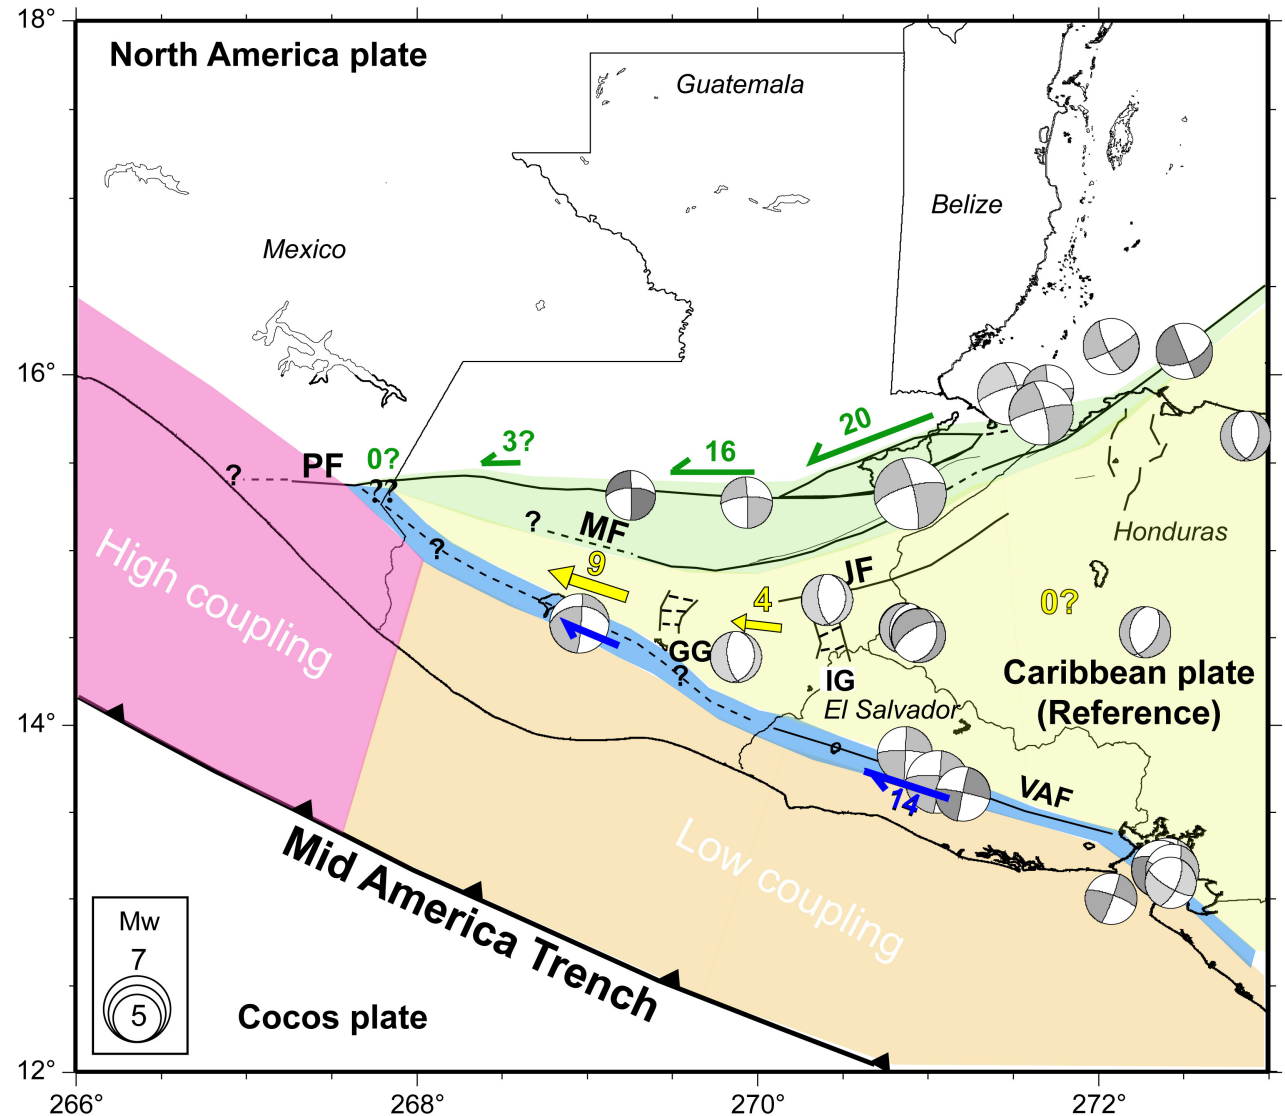 18°
North America plate
Guatemala
Belize
Mexico
16°
20
3?
16
0?
PF
?
??
?
MF
?
9
JF
4
0?
Honduras
High coupling
GG
?
IG
Caribbean plate
(Reference)
El Salvador
14°
14
VAF
Low coupling
Mid America Trench
Mw
7
5
Cocos plate
12°
266°
268°
270°
272°